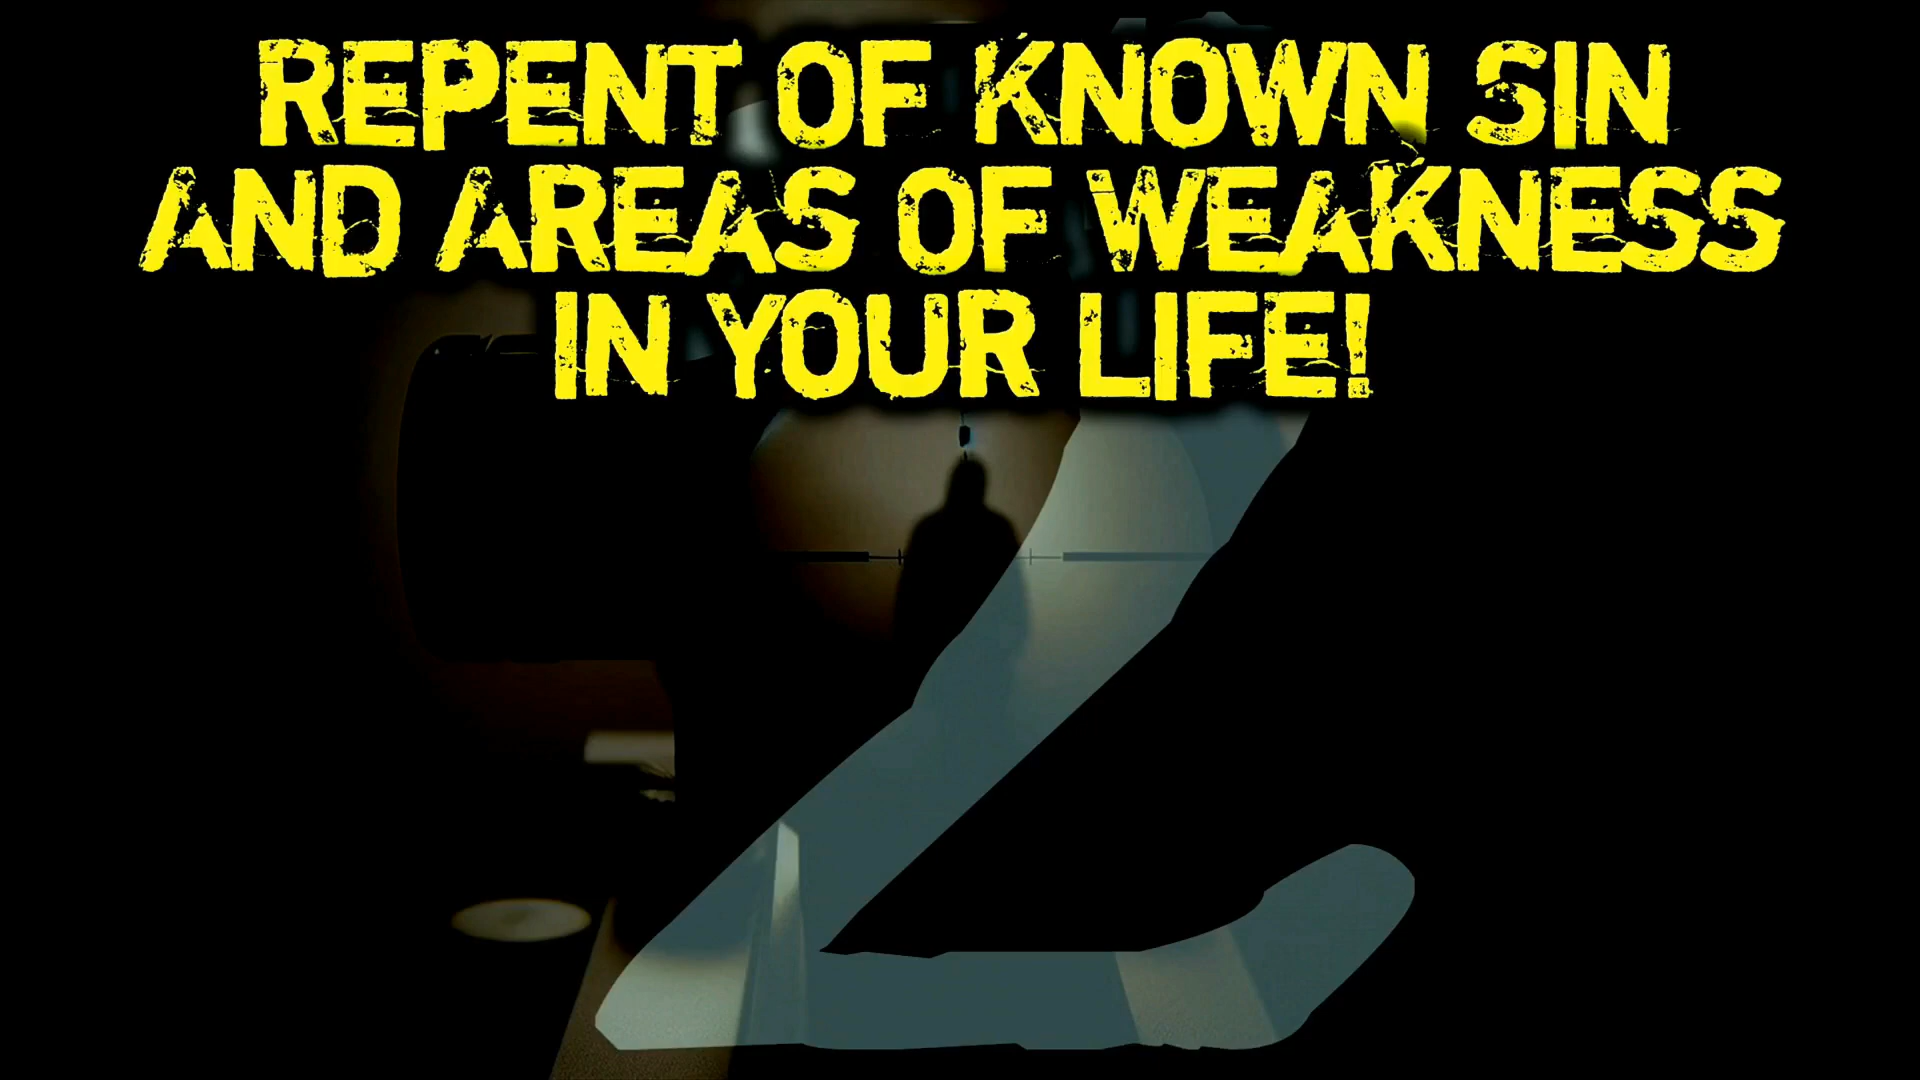 REPENT OF KNOWN SIN
AND AREAS OF WEAKNESS
IN YOUR LIFE!
2